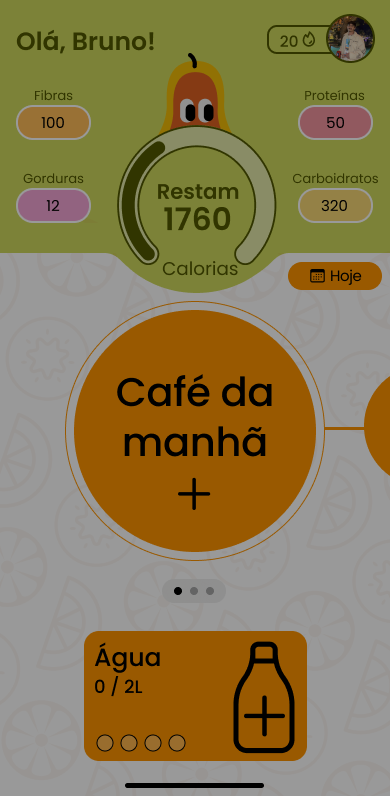 Olá, Bruno!
20
Fibras
100
Proteínas
50
Gorduras
12
Carboidratos
320
Restam
1760
Calorias
Hoje
Café da
manhã
Água
0 / 2L